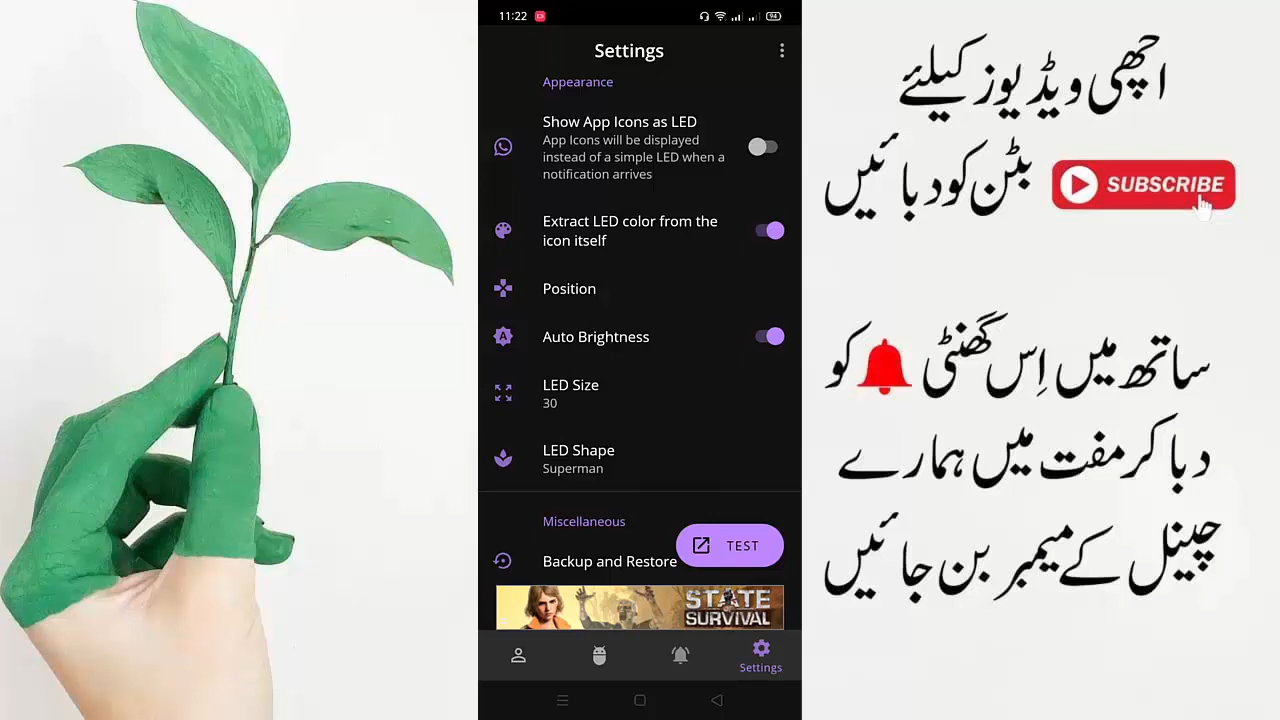 11:22
94
Settings
Appearance
Show App Icons as LED
App Icons will be displayed
instead of a simple LED when a
notification arrives
Extract LED color from the
icon itself
Position
Auto Brightness
LED Size
30
LED Shape
Superman
Miscellaneous
TEST
Backup and Restore
STATE
OF
SURVIVAL
Settings
اچھی ویڈیوز کیلئے
بٹن کو دبائیں SUBSCRIBE
ساتھ میں اِس گھنٹی کو
دبا کر مفت میں ہمارے
چینل کے میمبر بن جائیں